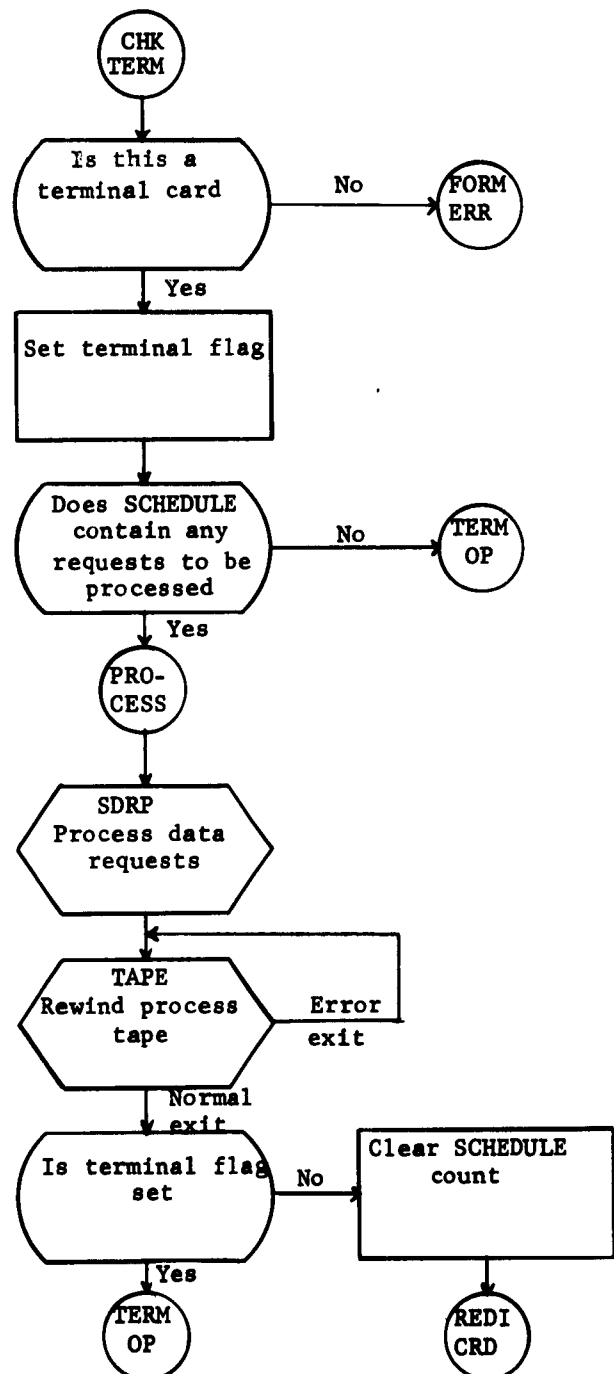 CHK
TERM
Is this a
terminal card
No
FORM
ERR
Yes
Set terminal flag
Does SCHEDULE
contain any
requests to be
processed
No
TERM
OP
Yes
PRO-
CESS
SDRP
Process data
requests
TAPE
Rewind process
tape
Error
exit
Normal
exit
Is terminal flag
set
No
Clear SCHEDULE
count
Yes
TERM
OP
REDI
CRD